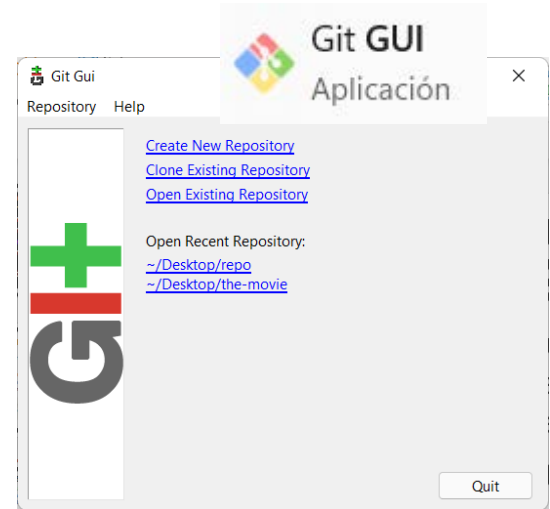 Git GUI
Aplicación
Git Gui
Repository Help
Create New Repository
Clone Existing Repository
Open Existing Repository
Open Recent Repository:
~/Desktop/repo
~/Desktop/the-movie
GIt
Quit